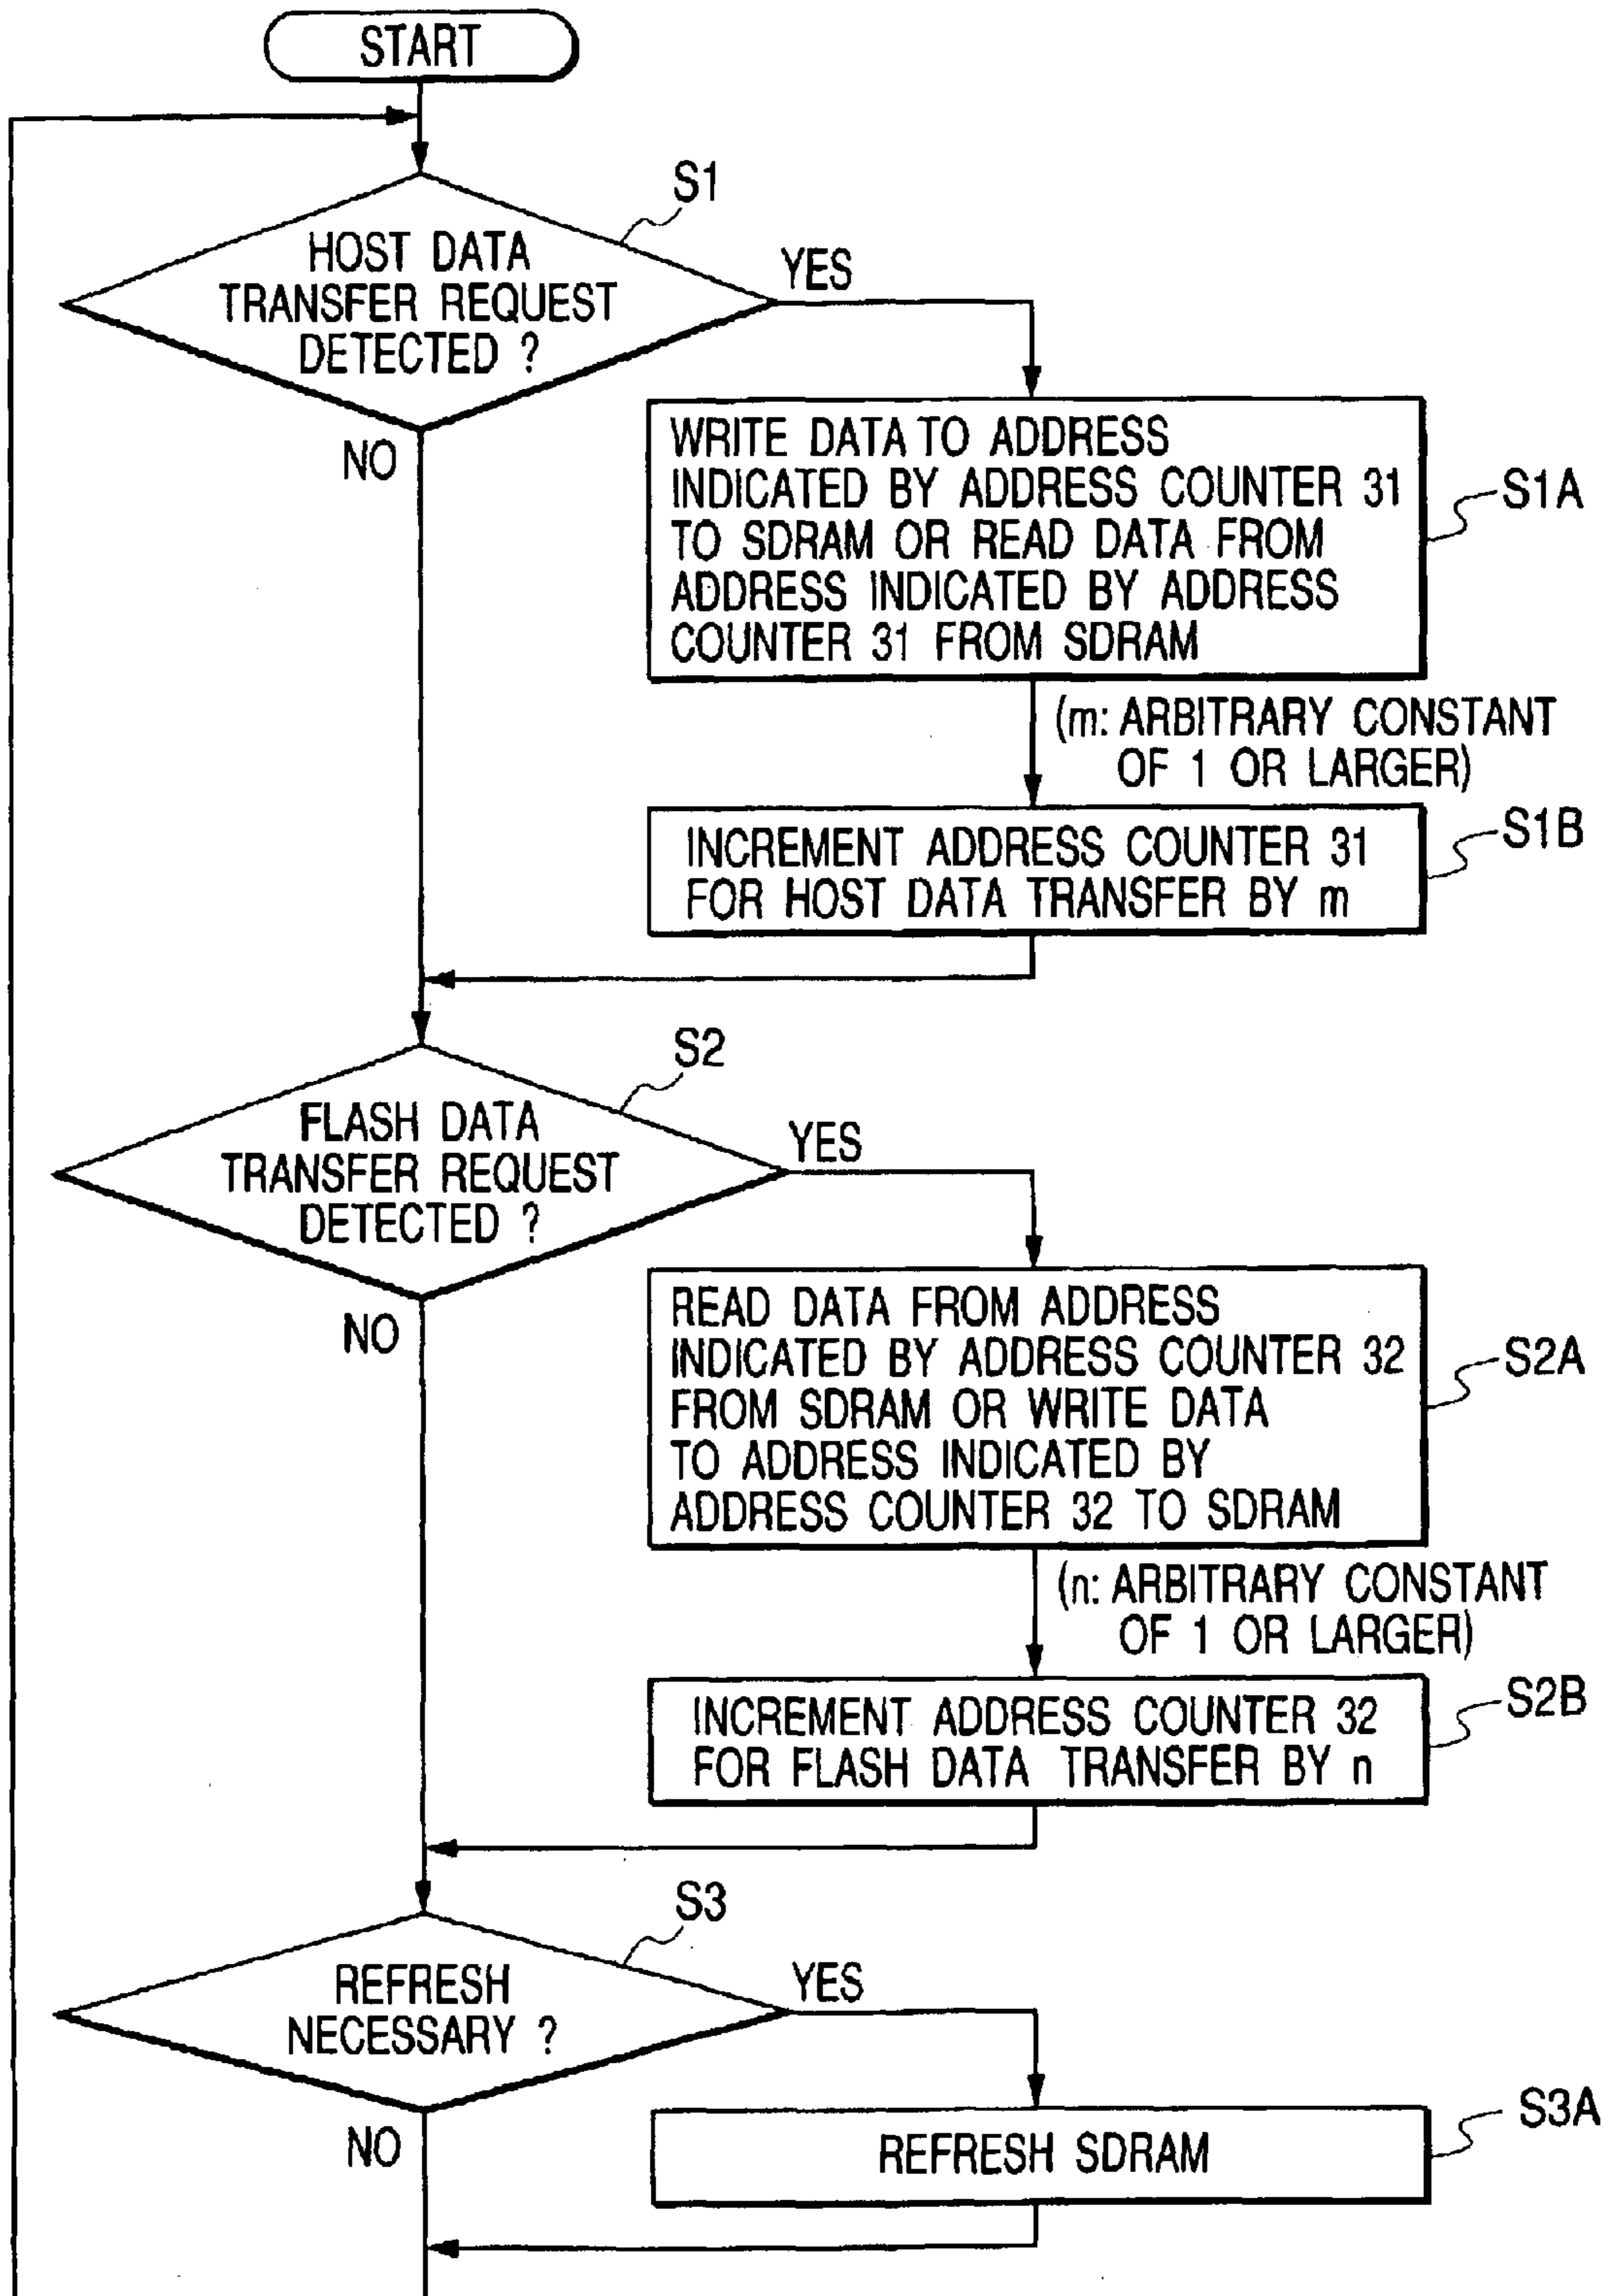 START
S1
HOST DATA
TRANSFER REQUEST
DETECTED ?
YES
NO
WRITE DATA TO ADDRESS
INDICATED BY ADDRESS COUNTER 31
TO SDRAM OR READ DATA FROM
ADDRESS INDICATED BY ADDRESS
COUNTER 31 FROM SDRAM
S1A
(m: ARBITRARY CONSTANT
OF 1 OR LARGER)
INCREMENT ADDRESS COUNTER 31
FOR HOST DATA TRANSFER BY m
S1B
S2
FLASH DATA
TRANSFER REQUEST
DETECTED ?
YES
NO
READ DATA FROM ADDRESS
INDICATED BY ADDRESS COUNTER 32
FROM SDRAM OR WRITE DATA
TO ADDRESS INDICATED BY
ADDRESS COUNTER 32 TO SDRAM
S2A
(n: ARBITRARY CONSTANT
OF 1 OR LARGER)
INCREMENT ADDRESS COUNTER 32
FOR FLASH DATA TRANSFER BY n
S2B
S3
REFRESH
NECESSARY ?
YES
NO
REFRESH SDRAM
S3A